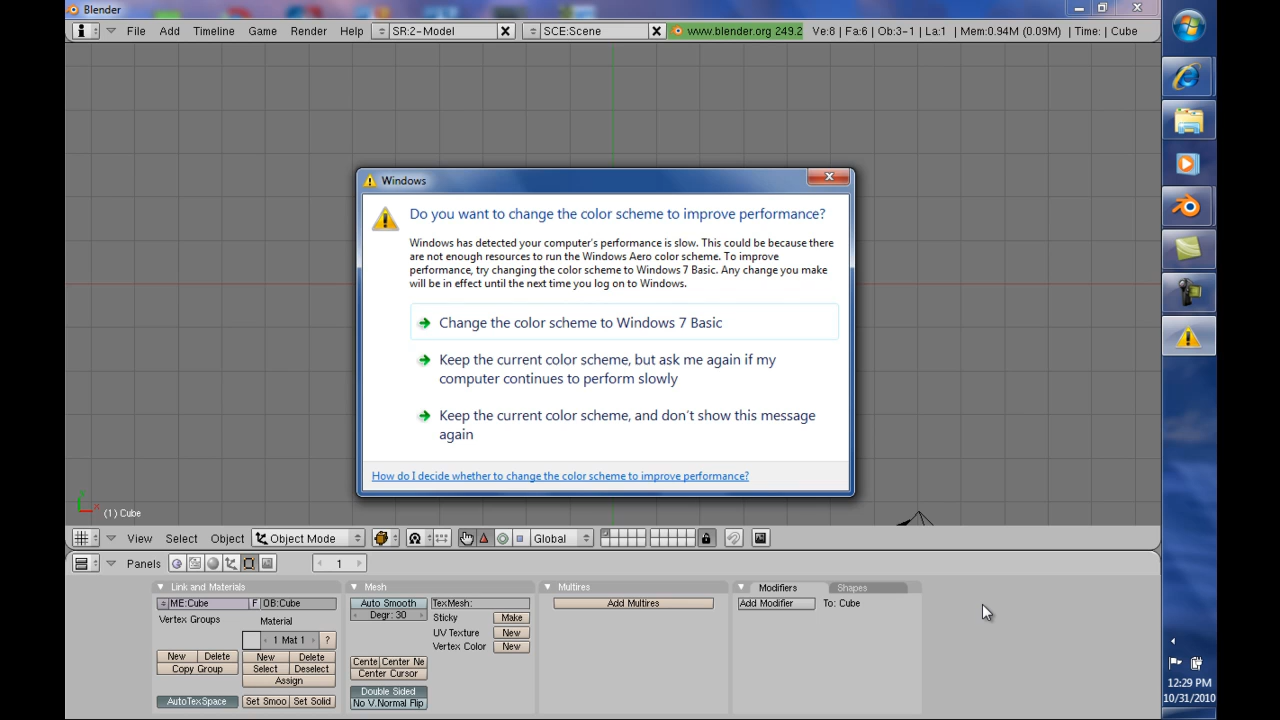 Blender
File Add Timeline Game Render Help SR:2-Model SCE:Scene www.blender.org 249.2 Ve:8 | Fa:6 | Ob:3-1 | La:1 | Mem:0.94M (0.09M) | Time: | Cube
Windows
Do you want to change the color scheme to improve performance?
Windows has detected your computer's performance is slow. This could be because there
are not enough resources to run the Windows Aero color scheme. To improve
performance, try changing the color scheme to Windows 7 Basic. Any change you make
will be in effect until the next time you log on to Windows.
Change the color scheme to Windows 7 Basic
Keep the current color scheme, but ask me again if my
computer continues to perform slowly
Keep the current color scheme, and don't show this message
again
How do I decide whether to change the color scheme to improve performance?
(1) Cube
View Select Object Object Mode Global
Panels 1
Link and Materials Mesh Multires Modifiers Shapes
ME:Cube F OB:Cube Auto Smooth TexMesh: Add Multires Add Modifier To: Cube
Vertex Groups Material Degr: 30 Sticky Make
1 Mat 1 ? UV Texture New
Vertex Color New
New Delete New Delete Cente Center Ne
Copy Group Select Deselect Center Cursor
Assign
Double Sided
AutoTexSpace Set Smoo Set Solid No V.Normal Flip
12:29 PM
10/31/2010